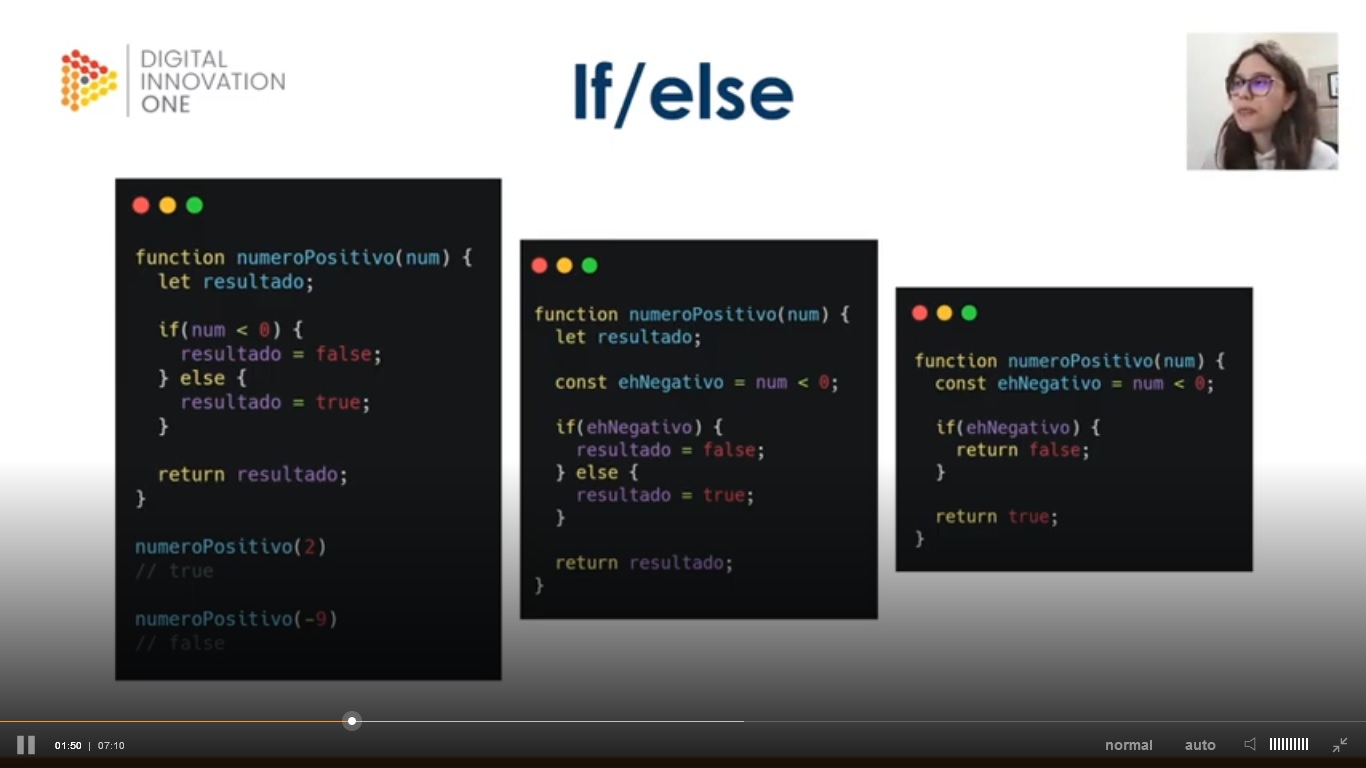 DIGITAL
INNOVATION
ONE
If/else
function numeroPositivo(num) {
let resultado;
if(num < 0) {
resultado = false;
} else {
resultado = true;
}
return resultado;
}
numeroPositivo(2)
// true
numeroPositivo(-9)
// false
function numeroPositivo(num) {
let resultado;
const ehNegativo = num < 0;
if(ehNegativo) {
resultado = false;
} else {
resultado = true;
}
return resultado;
}
function numeroPositivo(num) {
const ehNegativo = num < 0;
if(ehNegativo) {
return false;
}
return true;
}
01:50 | 07:10
normal
auto